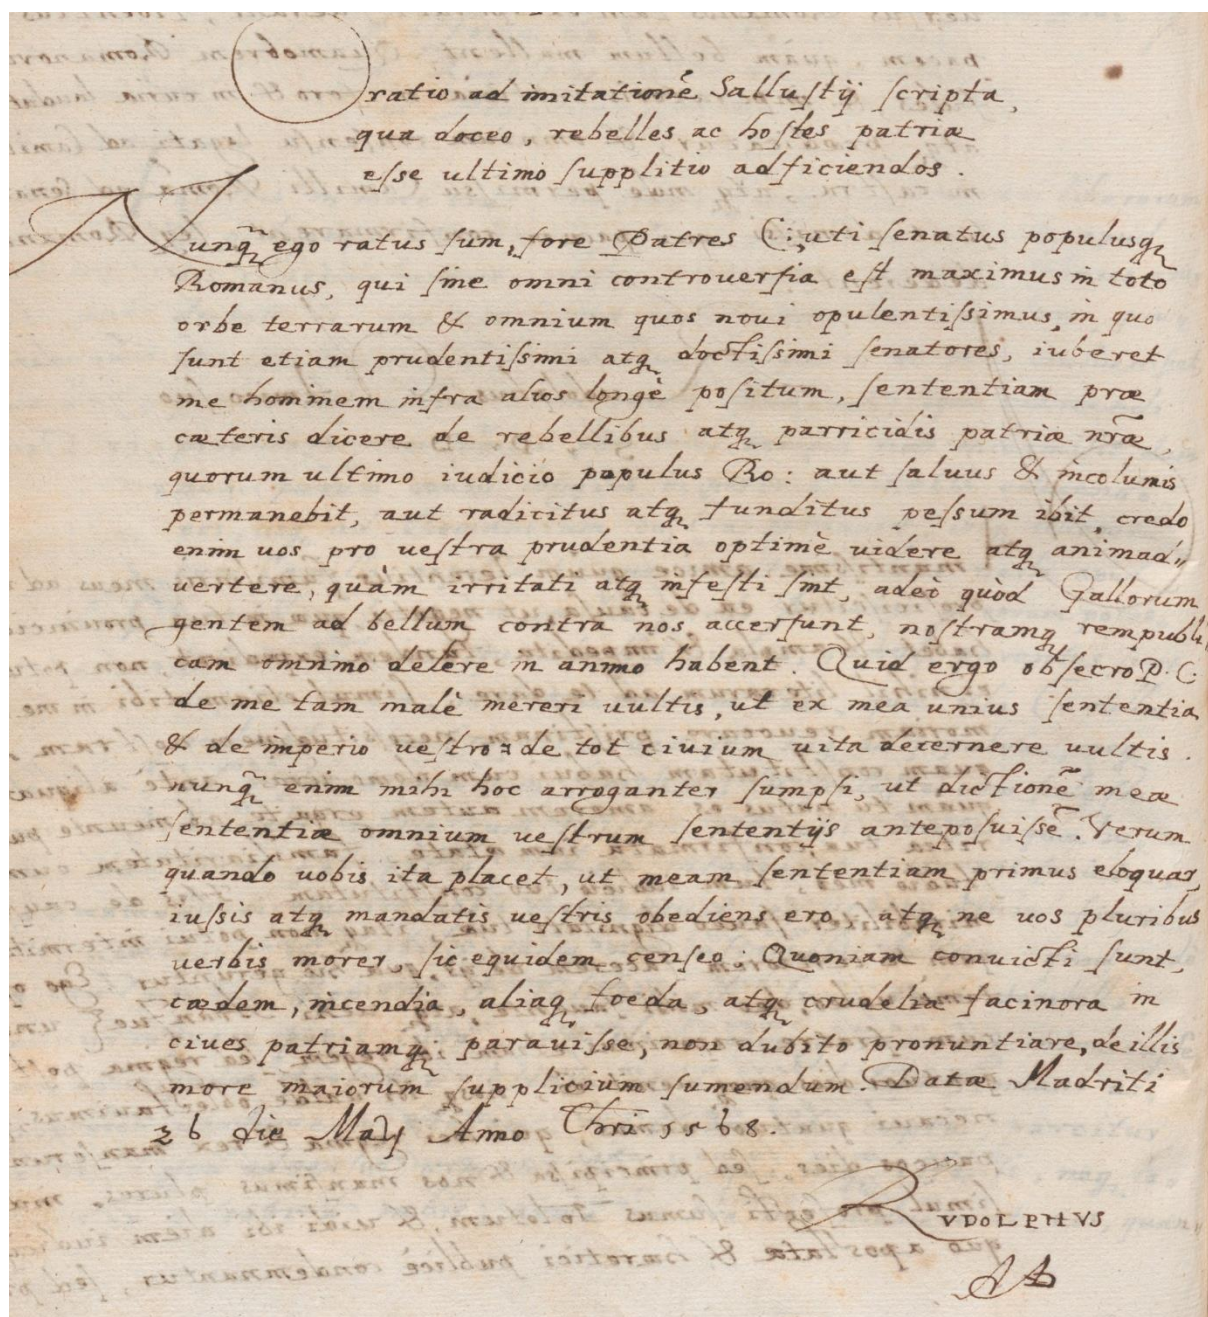 Oratio ad imitationē Sallustij scripta,
qua doceo, rebelles ac hostes patriæ
esse ultimo supplitio adficiendos.
Nunq̃ ego ratus sum, fore Patres C: uti senatus populusq̃
Romanus, qui sine omni controuersia est maximus in toto
orbe terrarum & omnium quos noui opulentissimus, in quo
sunt etiam prudentissimi atq̃ doctissimi senatores, iuberet
me hominem infra alios longè positum, sententiam præ
cæteris dicere de rebellibus atq̃ parricidis patriæ nr̃æ,
quorum ultimo iudicio populus Ro: aut saluus & incolumis
permanebit, aut radicitus atq̃ funditus pessum ibit, credo
enim uos pro uestra prudentia optimè uidere atq̃ animad„
uertere, quàm irritati atq̃ infesti sint, adeò quòd Gallorum
gentem ad bellum contra nos accersunt, nostramq̃ rempubli
cam omnino delere in animo habent. Quid ergo obsecro P. C:
de me tam malè mereri uultis, ut ex mea unius sententia
& de imperio uestro & de tot ciuium uita decernere uultis.
nunq̃ enim mihi hoc arroganter sumpsi, ut dictionē meæ
sententiæ omnium uestrum sententijs anteposuissē. Verum
quando uobis ita placet, ut meam sententiam primus eloquar,
iussis atq̃ mandatis uestris obediens ero, atq̃ ne uos pluribus
uerbis morer, sic equidem censeo: Quoniam convicti sunt,
cædem, incendia, aliaq̃ foeda, atq̃ crudelia facinora in
ciues patriamq̃ parauisse, non dubito pronuntiare, de illis
more maiorum supplicium sumendum. Datæ Madriti
26 die Maij Anno Chri 1568.
RVDOLPHVS